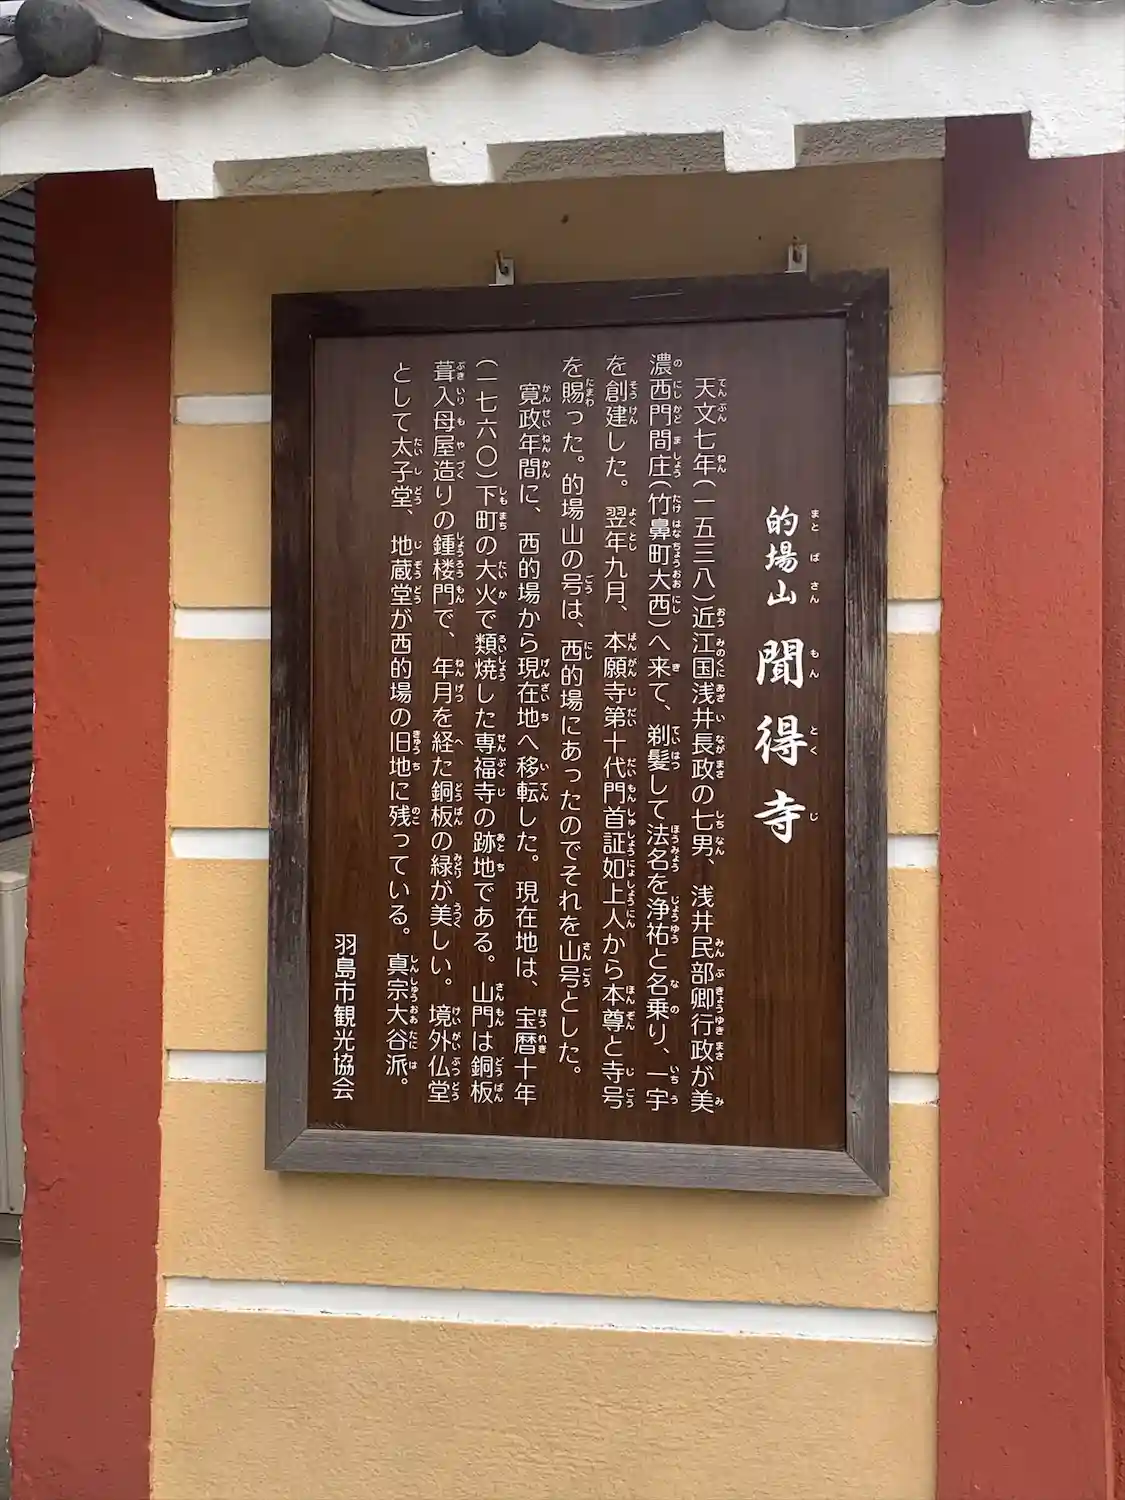 的場山 聞得寺
天文七年(一五三八)近江国浅井長政の七男、浅井民部卿行政が美
濃西門間庄(竹鼻町大西)へ来て、剃髪して法名を浄祐と名乗り、一宇
を創建した。翌年九月、本願寺第十代門首証如上人から本尊と寺号
を賜った。的場山の号は、西的場にあったのでそれを山号とした。
寛政年間に、西的場から現在地へ移転した。現在地は、宝暦十年
(一七六〇)下町の大火で類焼した専福寺の跡地である。山門は銅板
葺入母屋造りの鍾楼門で、年月を経た銅板の緑が美しい。境外仏堂
として太子堂、地蔵堂が西的場の旧地に残っている。真宗大谷派。
羽島市観光協会